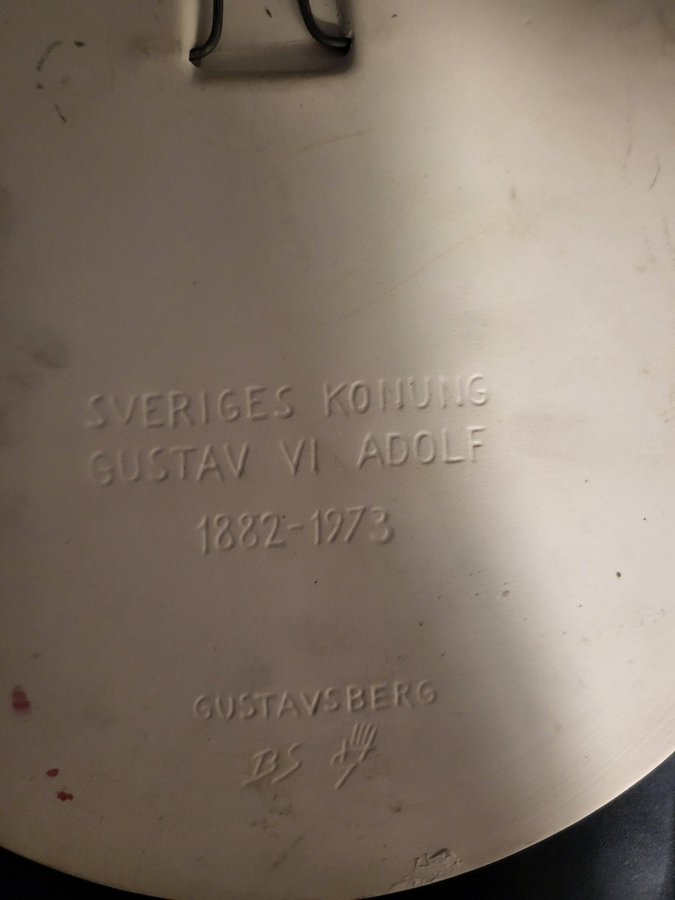 SVERIGES KONUNG
GUSTAV VI ADOLF
1882-1973
GUSTAVSBERG
BS